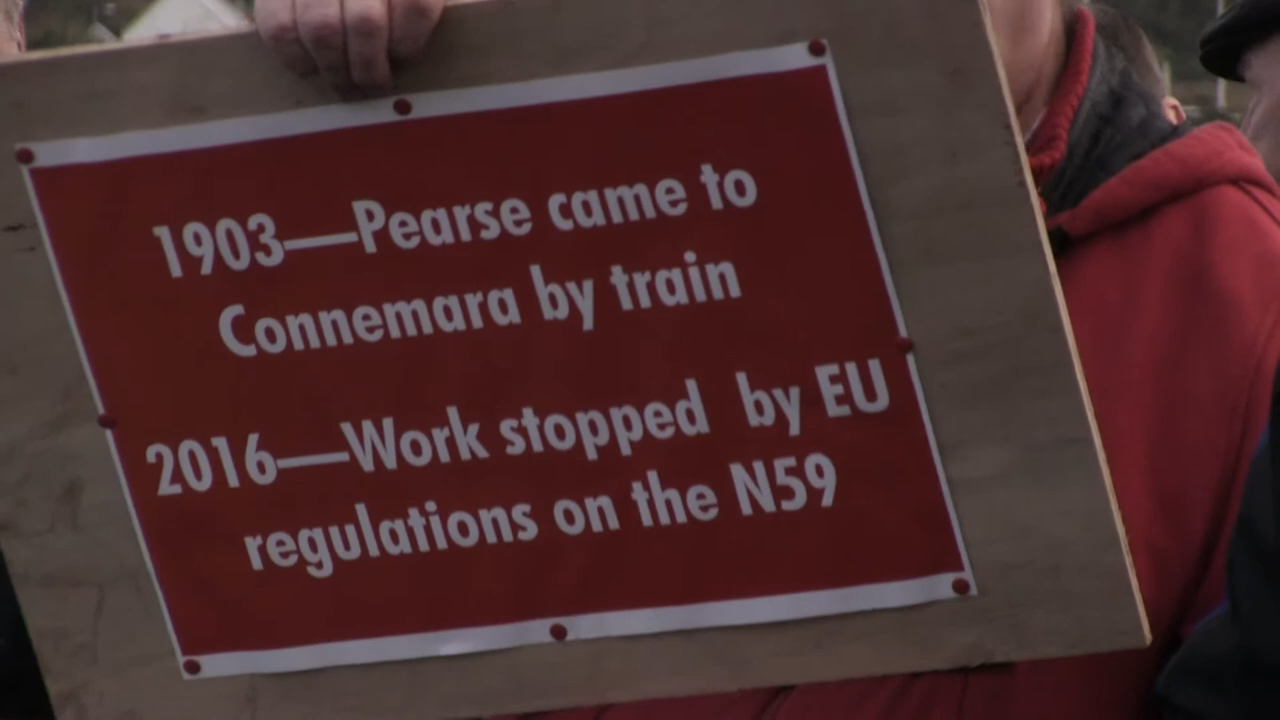 1903—Pearse came to
Connemara by train
2016—Work stopped by EU
regulations on the N59